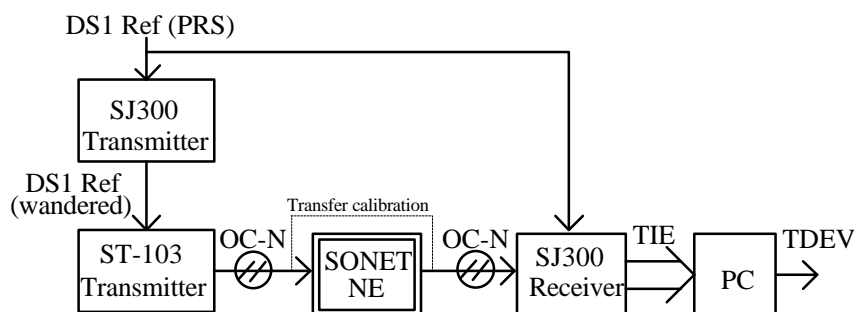 DS1 Ref (PRS)
SJ300
Transmitter
DS1 Ref
(wandered)
Transfer calibration
ST-103
Transmitter
OC-N
SONET
NE
OC-N
SJ300
Receiver
TIE
PC
TDEV